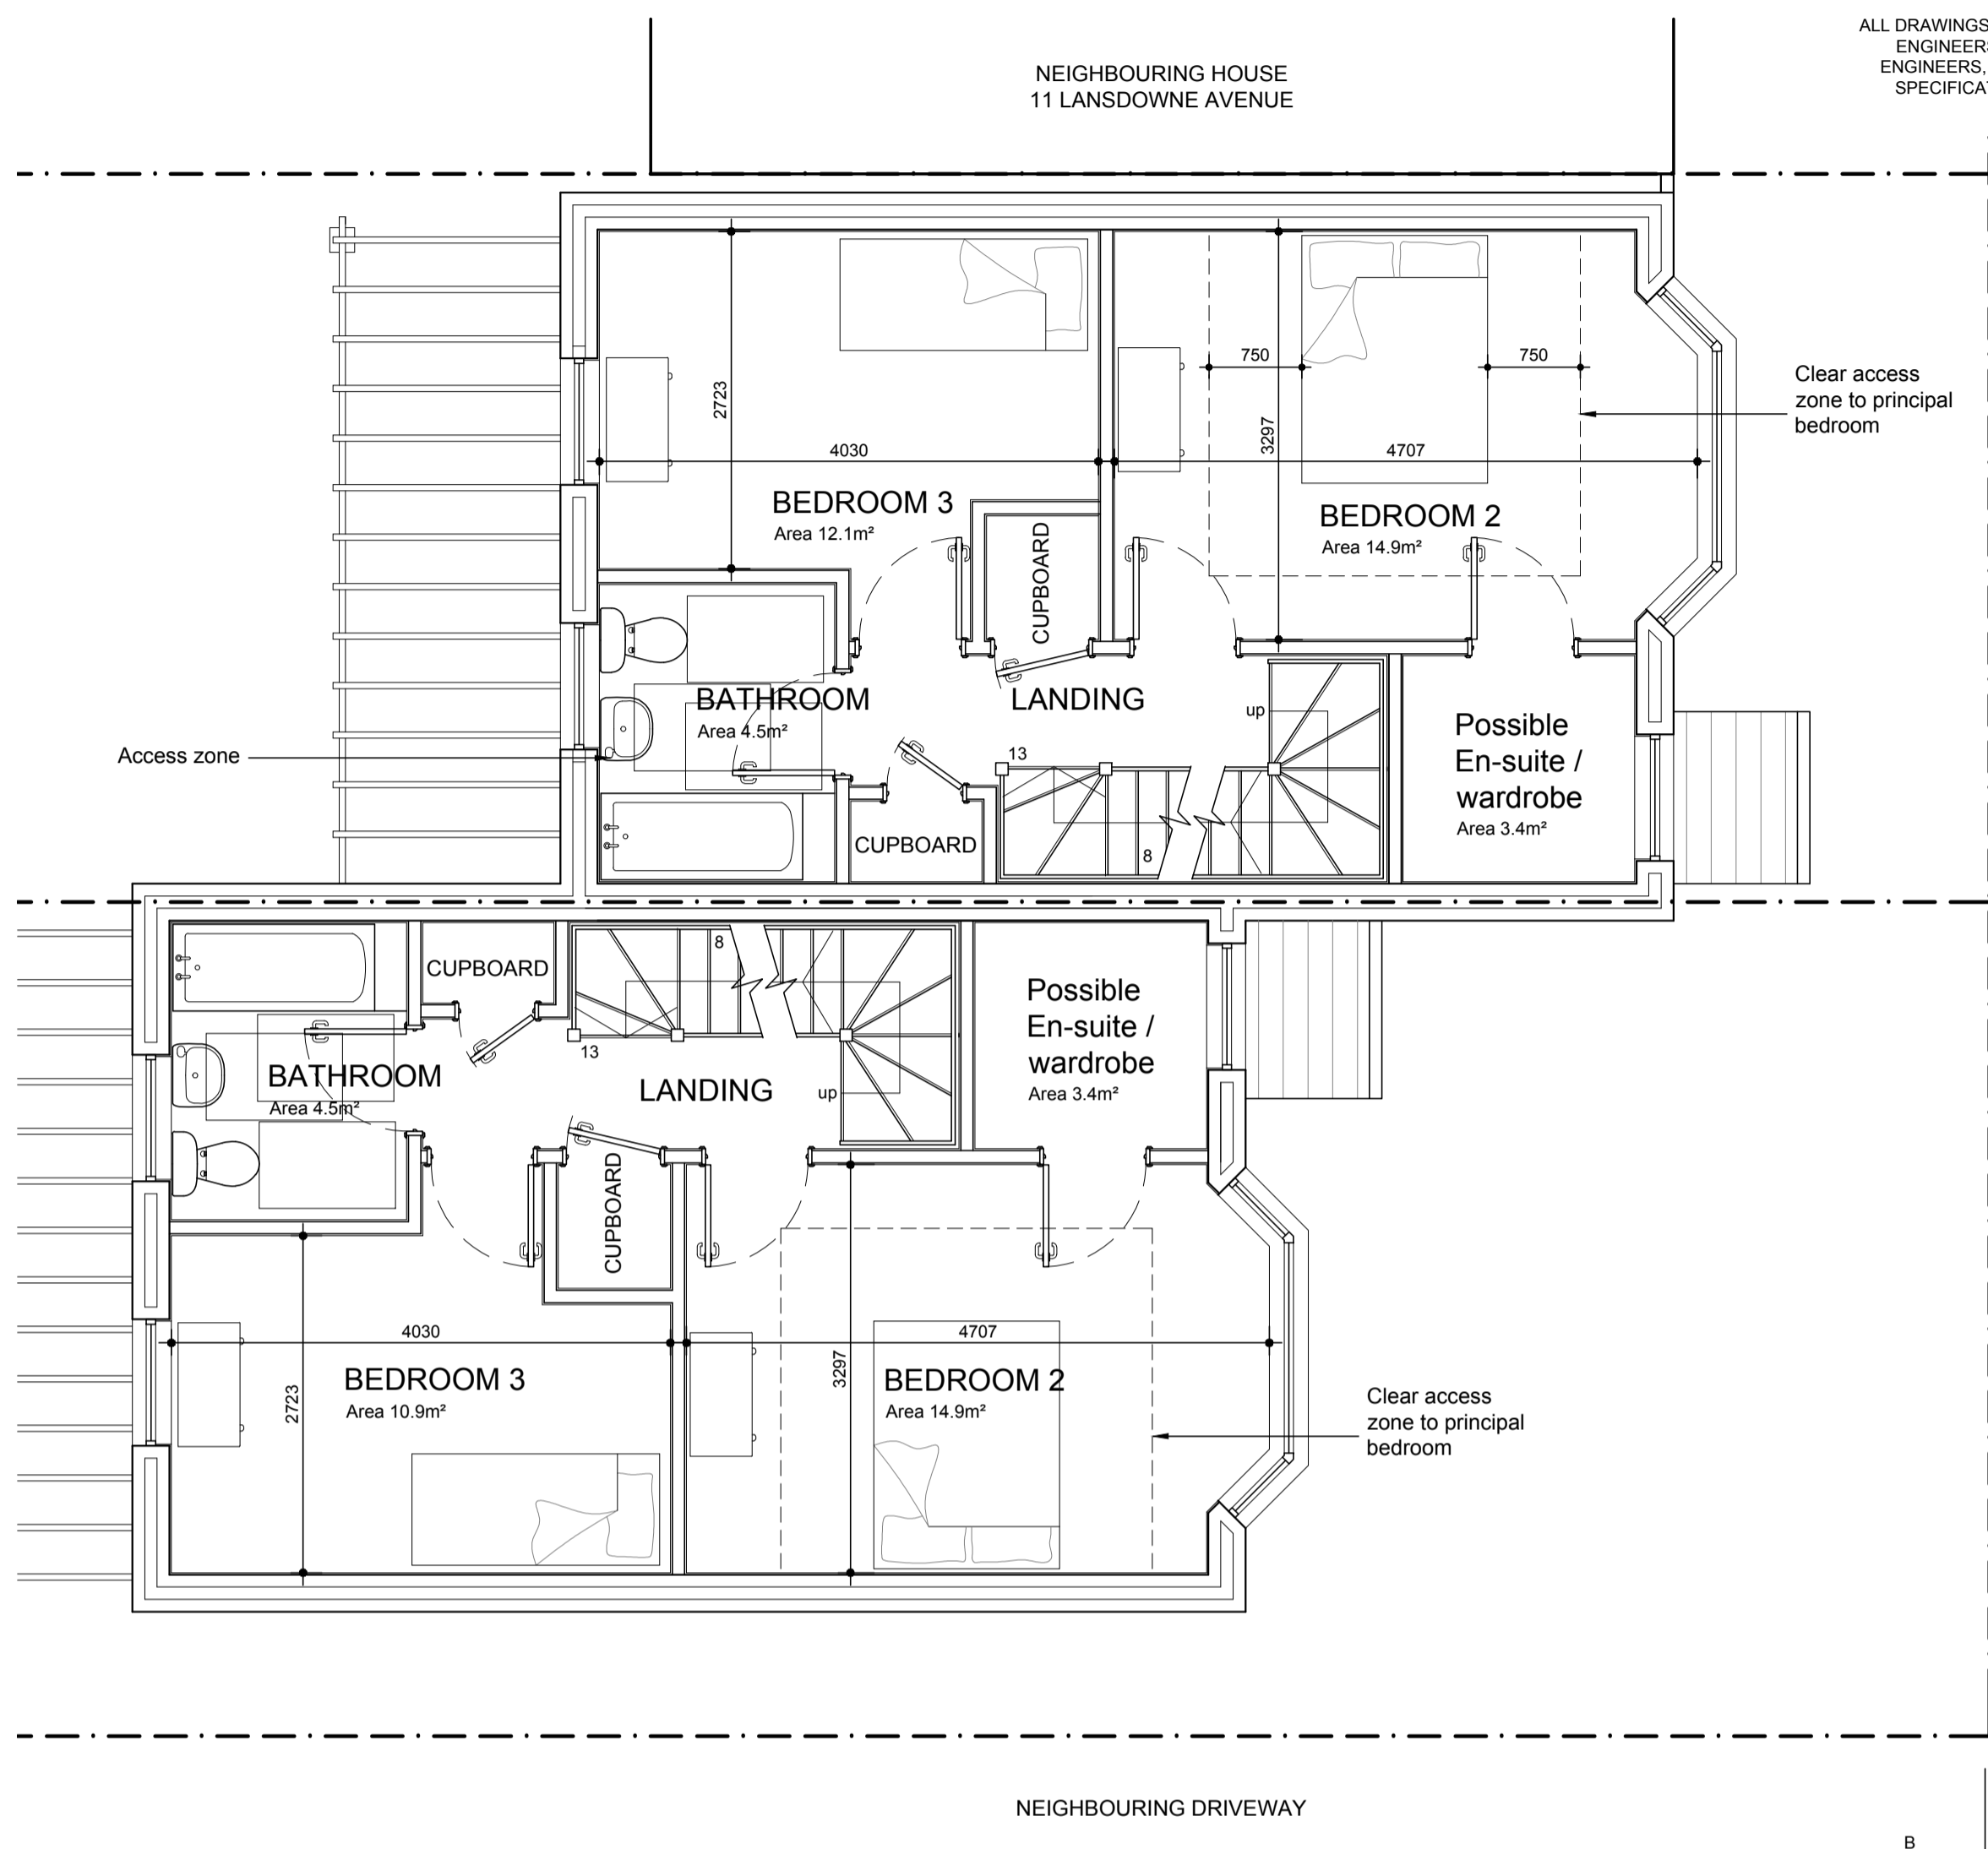 ALL DRAWINGS
ENGINEERS
ENGINEERS,
SPECIFICAT
NEIGHBOURING HOUSE
11 LANSDOWNE AVENUE
750
750
Clear access
zone to principal
bedroom
2723
3297
4030
4707
BEDROOM 3
Area 12.1m²
BEDROOM 2
Area 14.9m²
CUPBOARD
BATHROOM
Area 4.5m²
LANDING
up
Possible
En-suite /
wardrobe
Area 3.4m²
Access zone
13
CUPBOARD
8
8
CUPBOARD
Possible
En-suite /
wardrobe
Area 3.4m²
13
BATHROOM
Area 4.5m²
LANDING
up
CUPBOARD
4030
4707
2723
3297
BEDROOM 3
Area 10.9m²
BEDROOM 2
Area 14.9m²
Clear access
zone to principal
bedroom
NEIGHBOURING DRIVEWAY
B